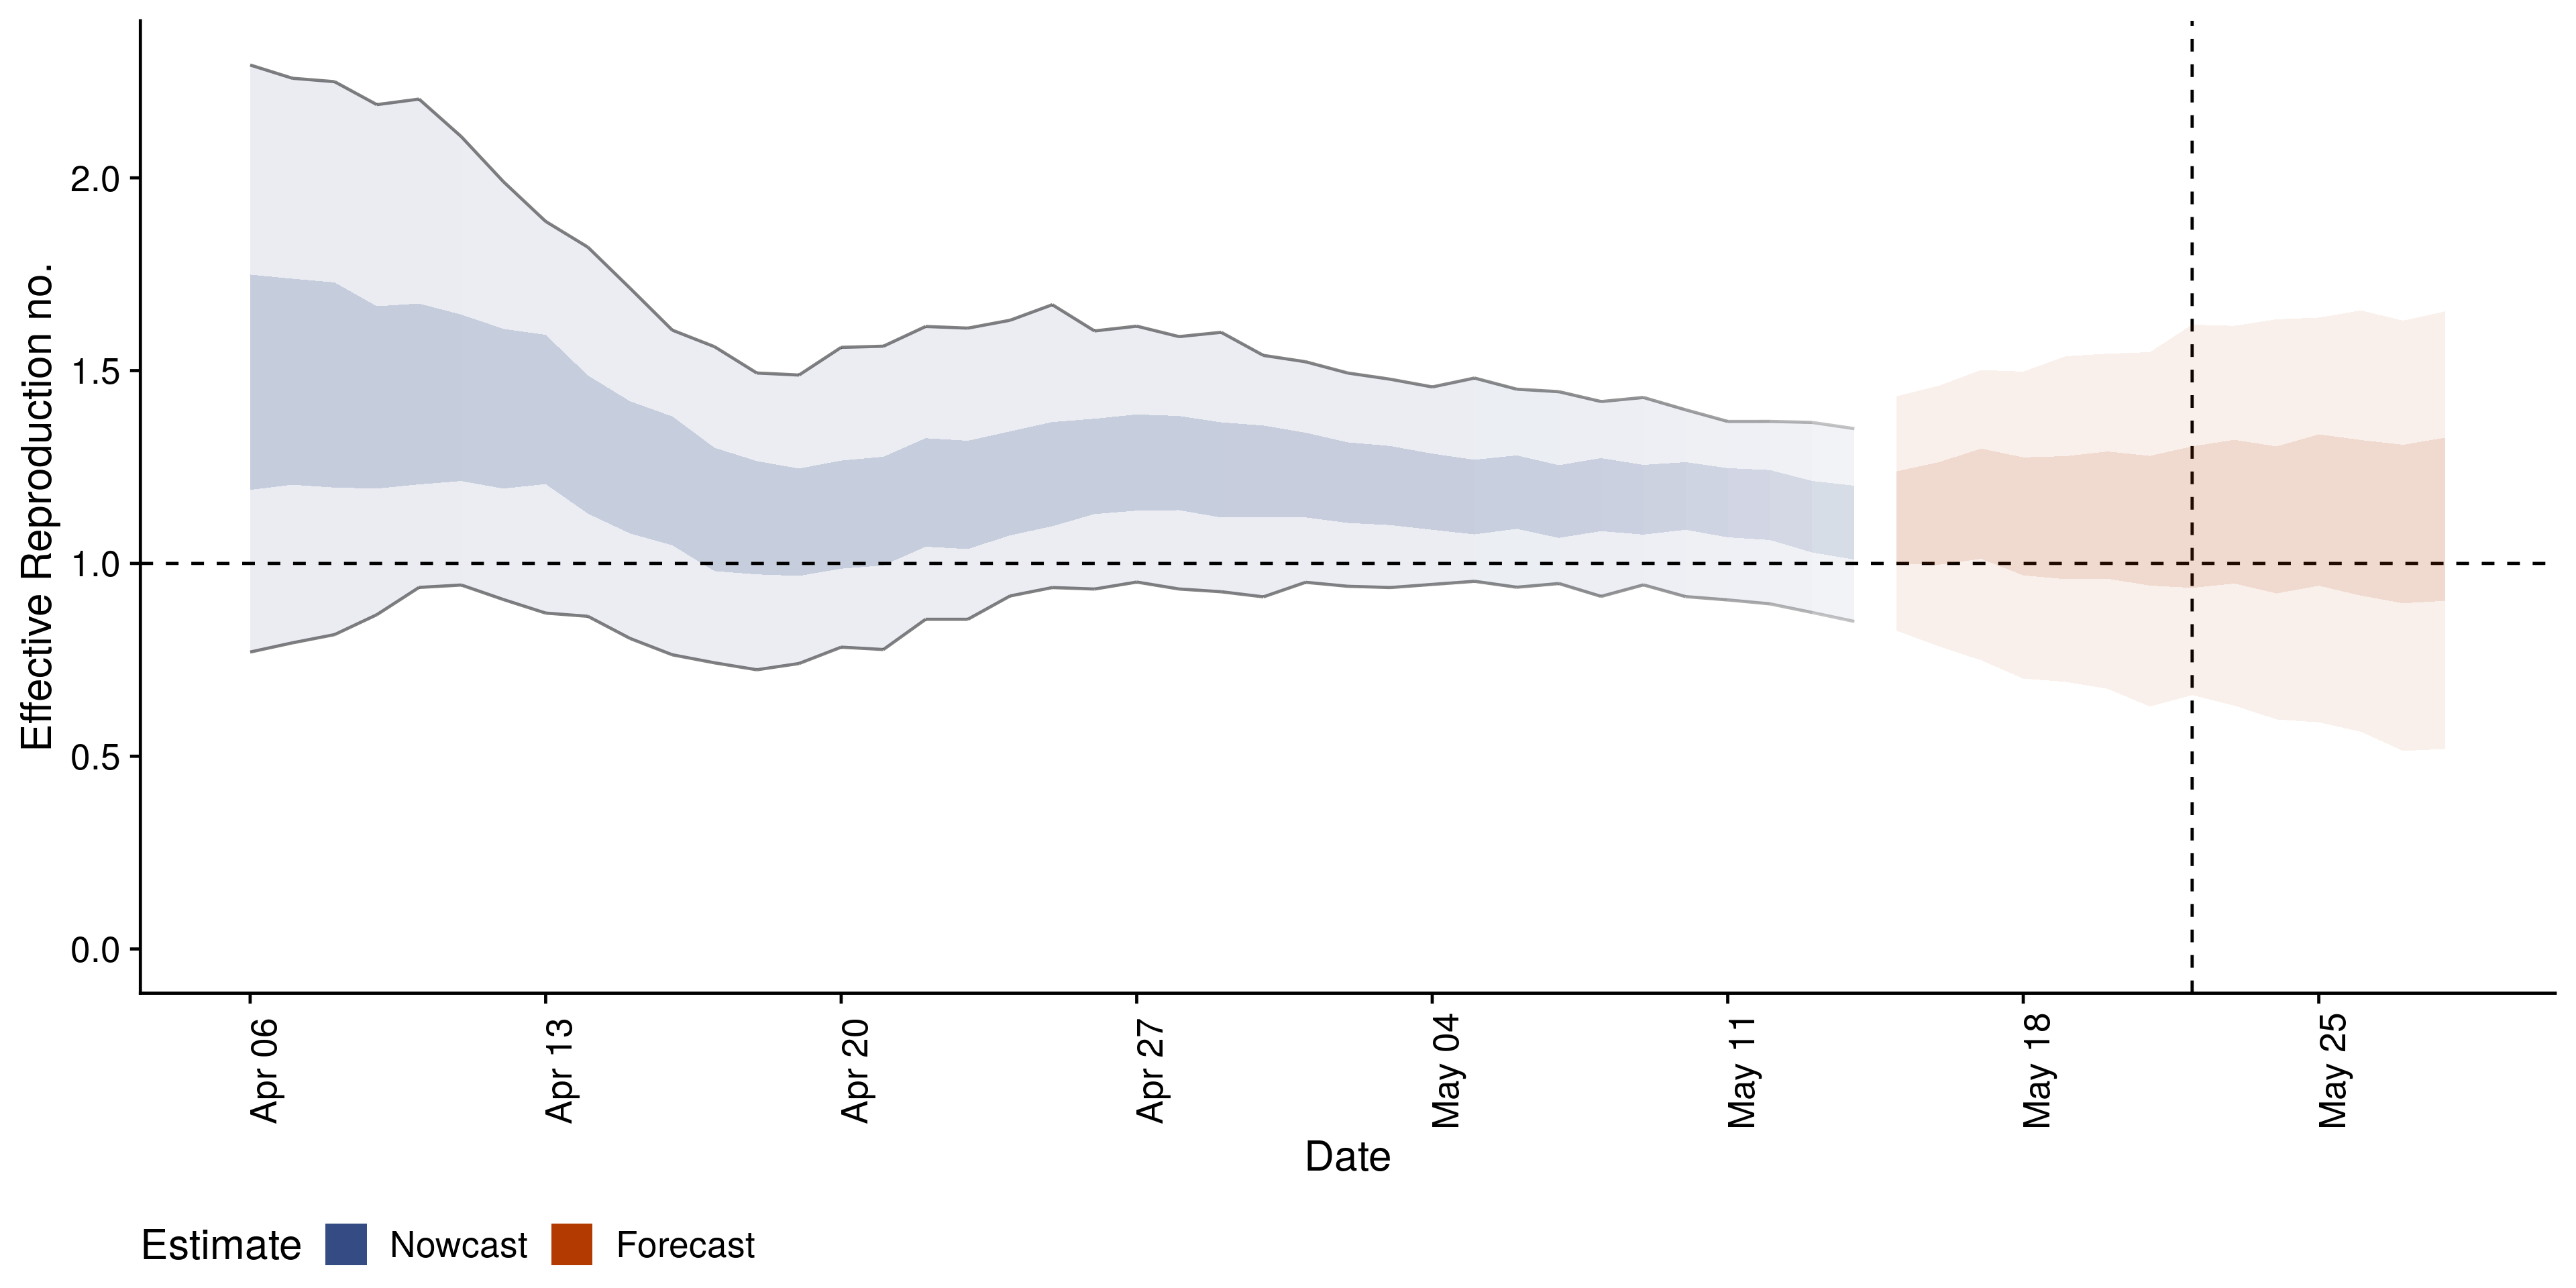 Effective Reproduction no.
2.0
1.5
1.0
0.5
0.0
Apr 06
Apr 13
Apr 20
Apr 27
May 04
May 11
May 18
May 25
Date
Estimate Nowcast Forecast